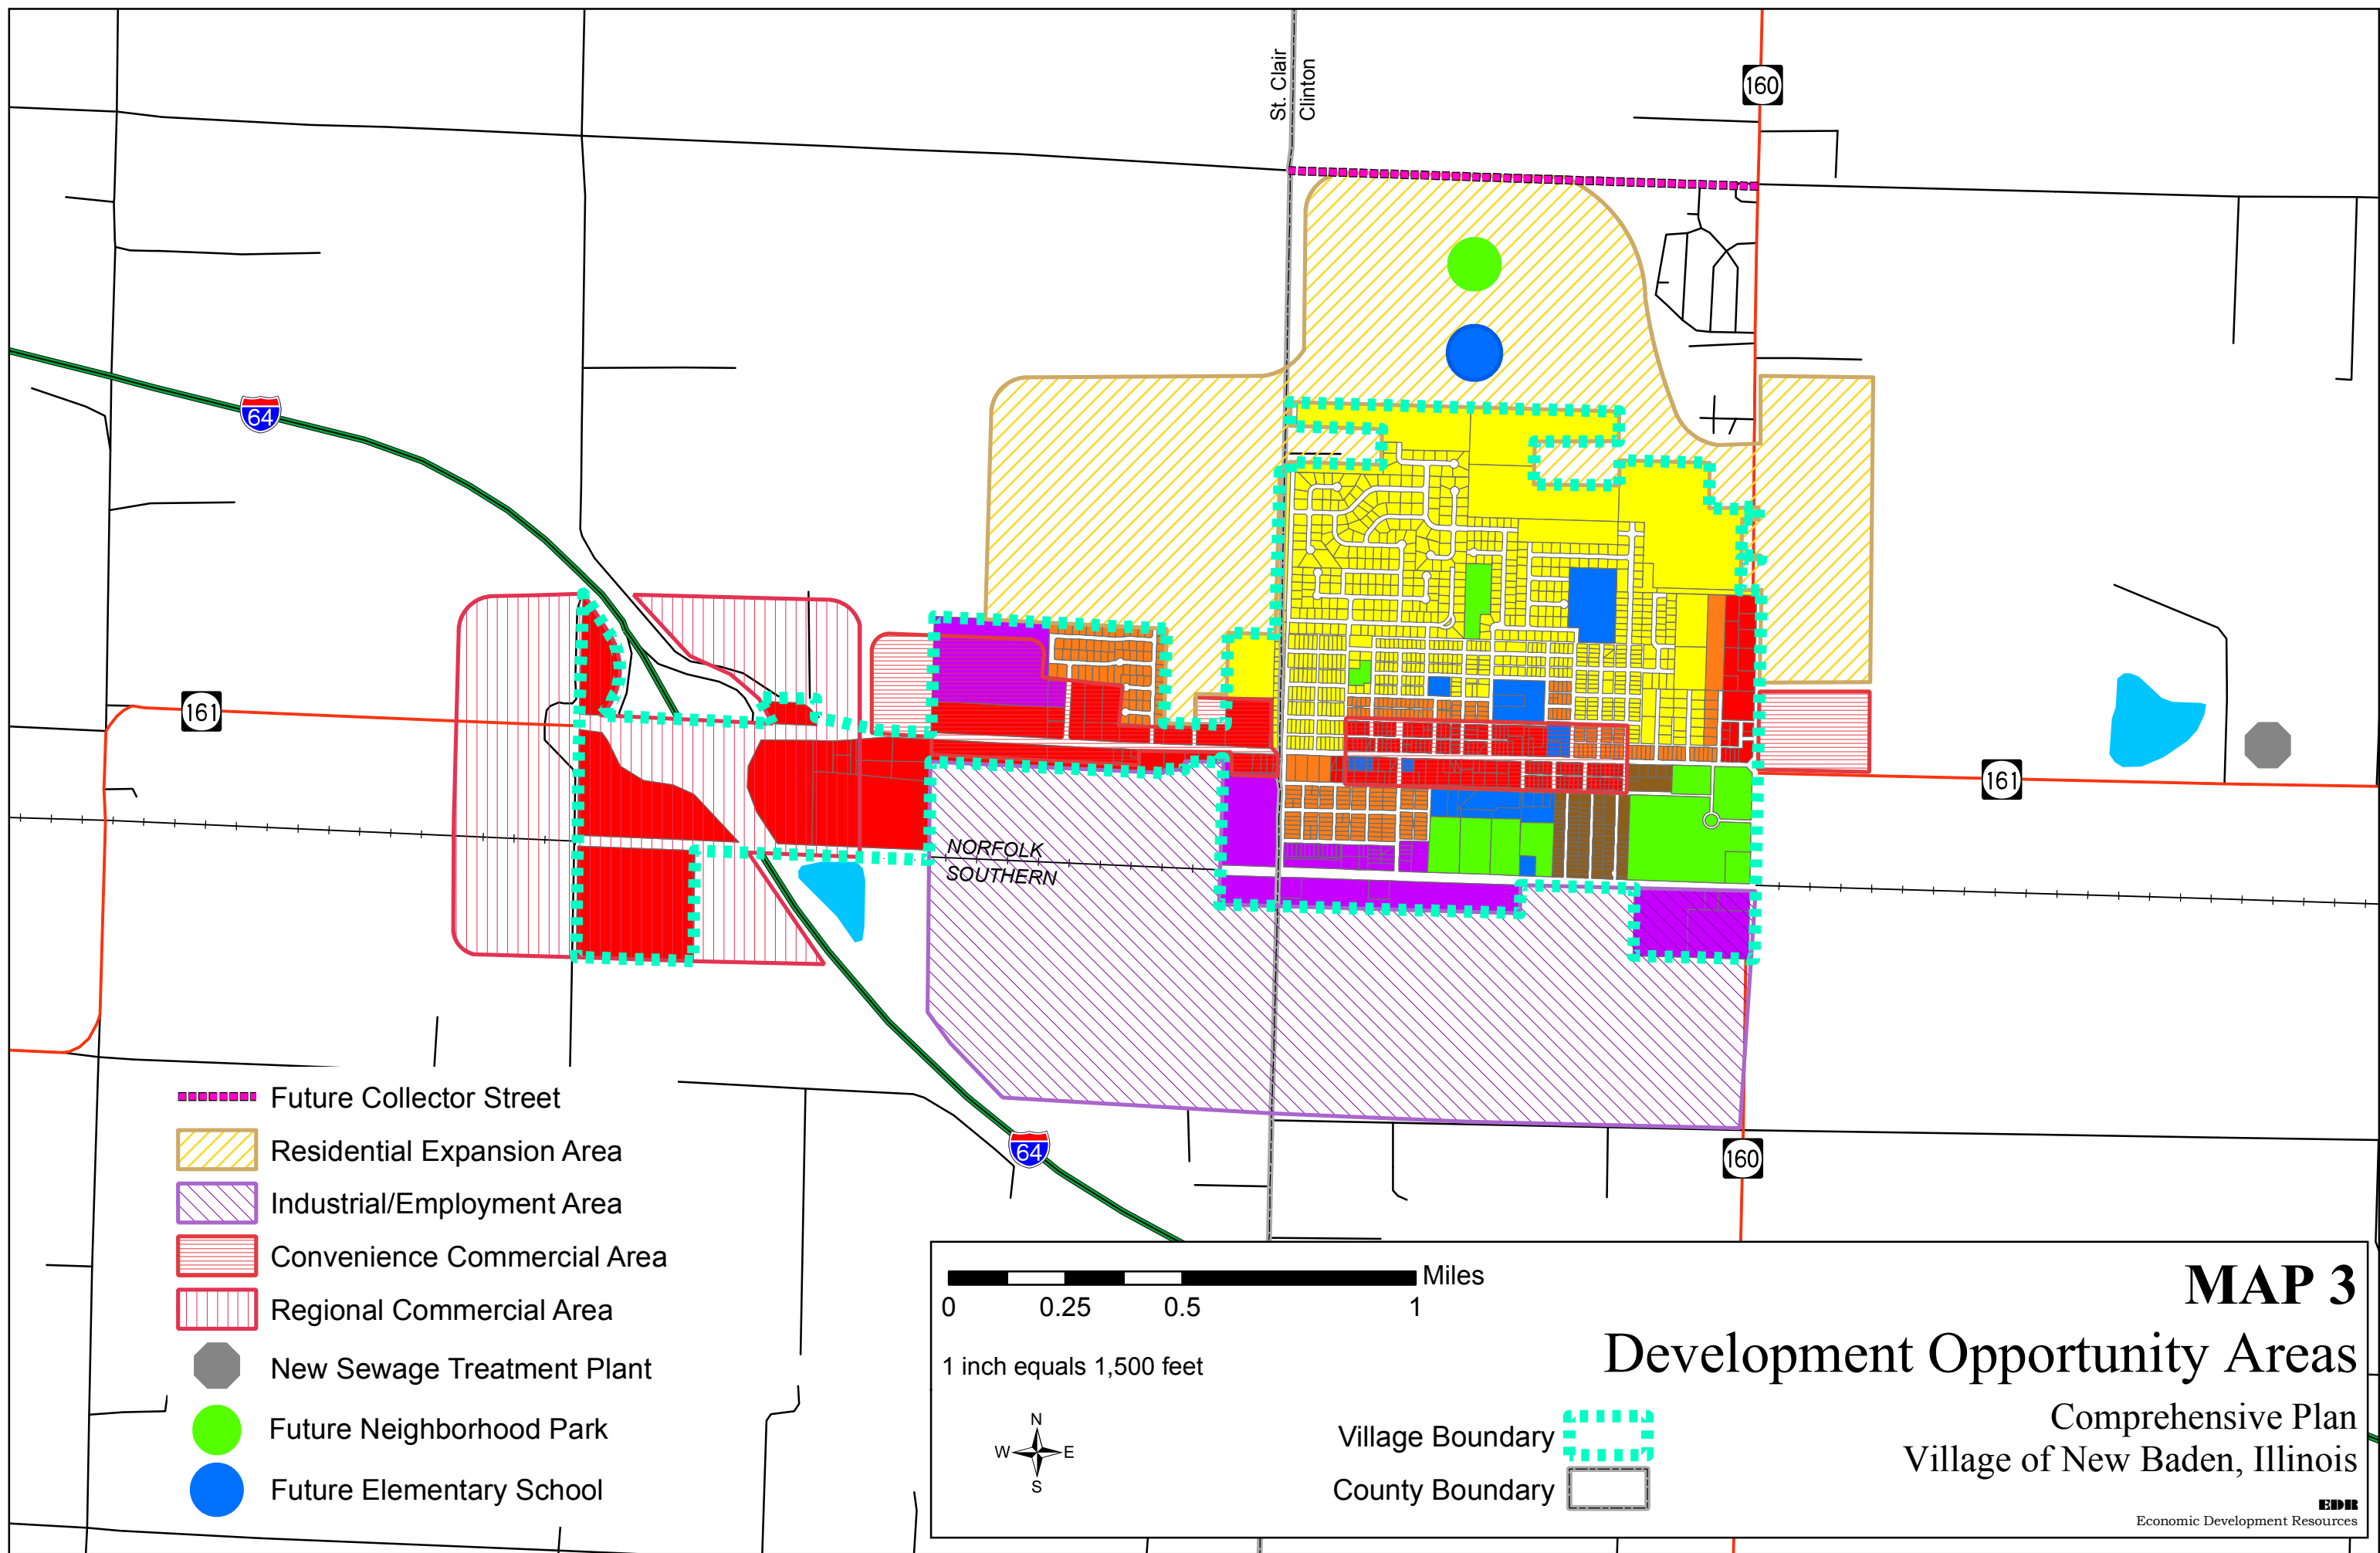 St. Clair
Clinton
160
64
161
161
NORFOLK
SOUTHERN
64
160
Future Collector Street
Residential Expansion Area
Industrial/Employment Area
Convenience Commercial Area
Regional Commercial Area
New Sewage Treatment Plant
Future Neighborhood Park
Future Elementary School
Miles
0 0.25 0.5 1
1 inch equals 1,500 feet
N
W E
S
Village Boundary
County Boundary
MAP 3
Development Opportunity Areas
Comprehensive Plan
Village of New Baden, Illinois
EDR
Economic Development Resources